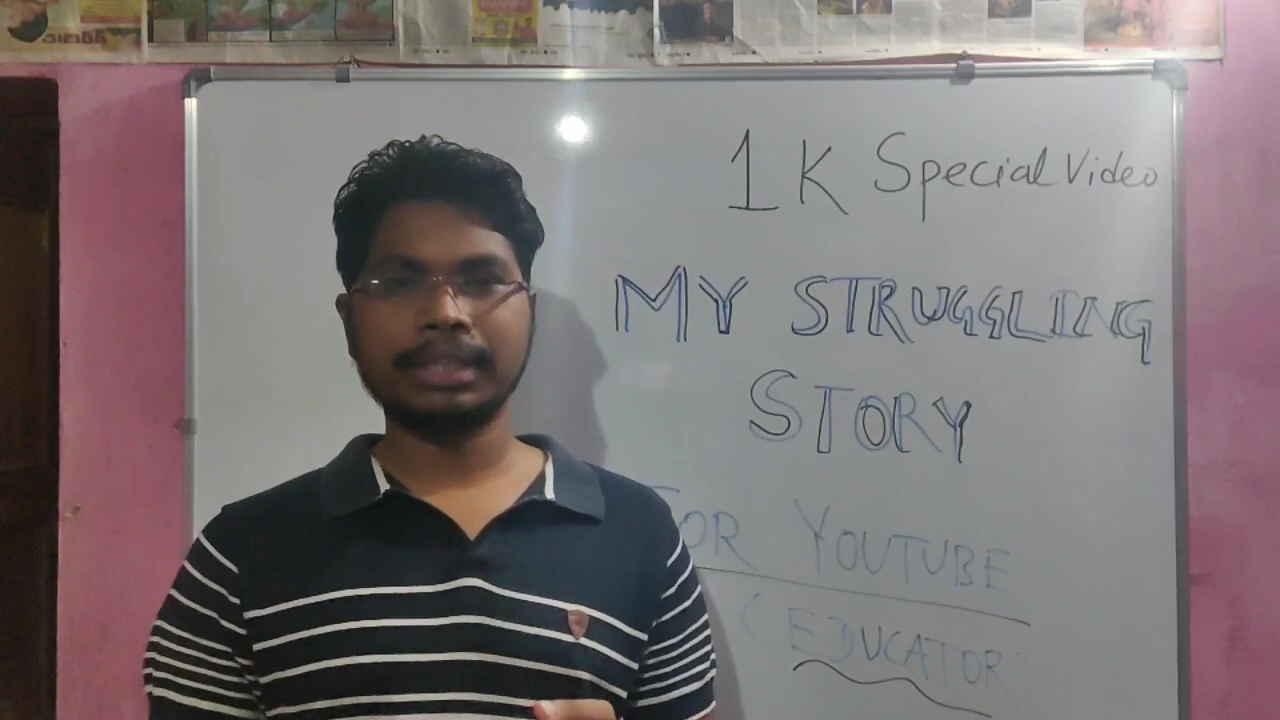 1K Special Video
MY STRUGGLING
STORY
FOR YOUTUBE
(EDUCATOR